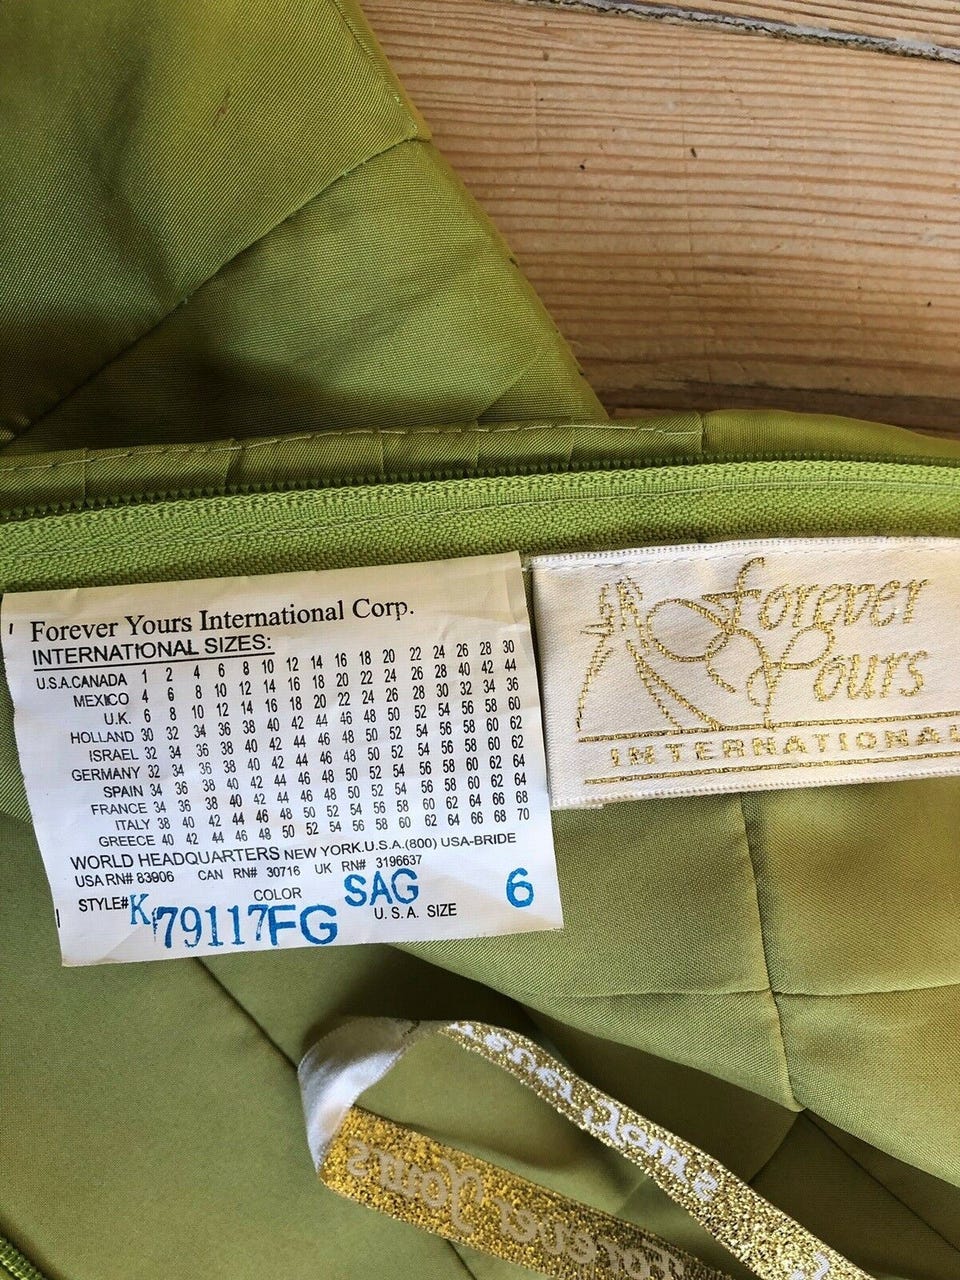 Forever Yours International Corp.
INTERNATIONAL SIZES:
U.S.A.CANADA 1 2 4 6 8 10 12 14 16 18 20 22 24 26 28 30
MEXICO 4 6 8 10 12 14 16 18 20 22 24 26 28 40 42 44
U.K. 6 8 10 12 14 16 18 20 22 24 26 28 30 32 34 36
HOLLAND 30 32 34 36 38 40 42 44 46 48 50 52 54 56 58 60
ISRAEL 32 34 36 38 40 42 44 46 48 50 52 54 56 58 60 62
GERMANY 32 34 36 38 40 42 44 46 48 50 52 54 56 58 60 62
SPAIN 34 36 38 40 42 44 46 48 50 52 54 56 58 60 62 64
FRANCE 34 36 38 40 42 44 46 48 50 52 54 56 58 60 62 64
ITALY 38 40 42 44 46 48 50 52 54 56 58 60 62 64 66 68
GREECE 40 42 44 46 48 50 52 54 56 58 60 62 64 66 68 70
WORLD HEADQUARTERS NEW YORK.U.S.A.(800) USA-BRIDE
USA RN# 83906 CAN RN# 30716 UK RN# 3196637
STYLE# K79117FG COLOR SAG U.S.A. SIZE 6
Forever
Yours
INTERNATIONAL
Forever Yours
Forever Yours